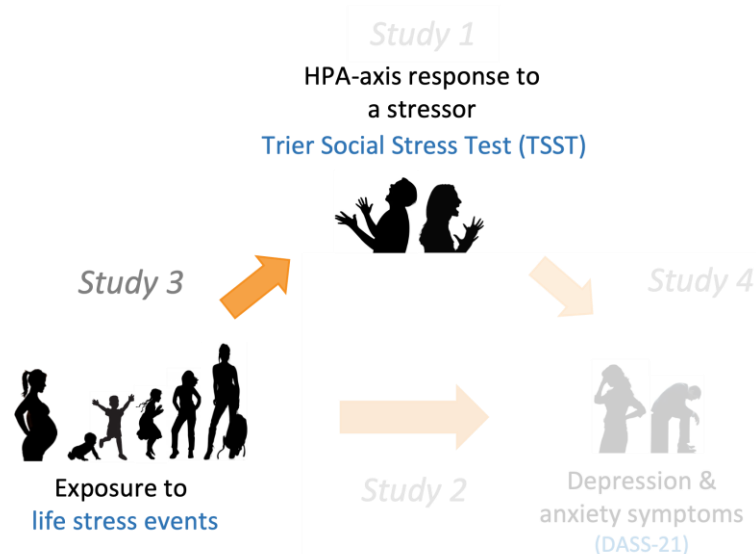 Study 1
HPA-axis response to
a stressor
Trier Social Stress Test (TSST)
Study 3
Study 4
Exposure to
life stress events
Study 2
Depression &
anxiety symptoms
(DASS-21)